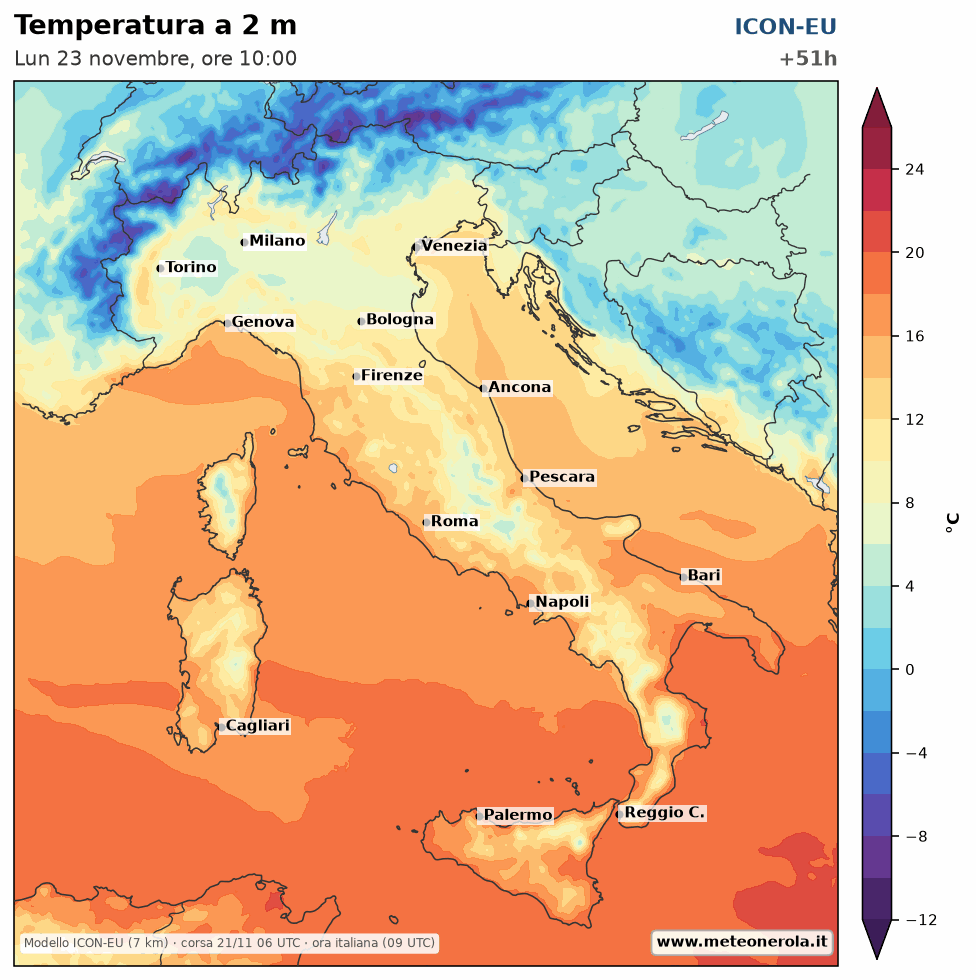 Temperatura a 2 m
ICON-EU
Lun 23 novembre, ore 10:00
+51h
24
20
16
12
8
4
0
−4
−8
−12
°C
Milano
Venezia
Torino
Genova
Bologna
Firenze
Ancona
Pescara
Roma
Bari
Napoli
Cagliari
Palermo
Reggio C.
Modello ICON-EU (7 km) · corsa 21/11 06 UTC · ora italiana (09 UTC)
www.meteonerola.it